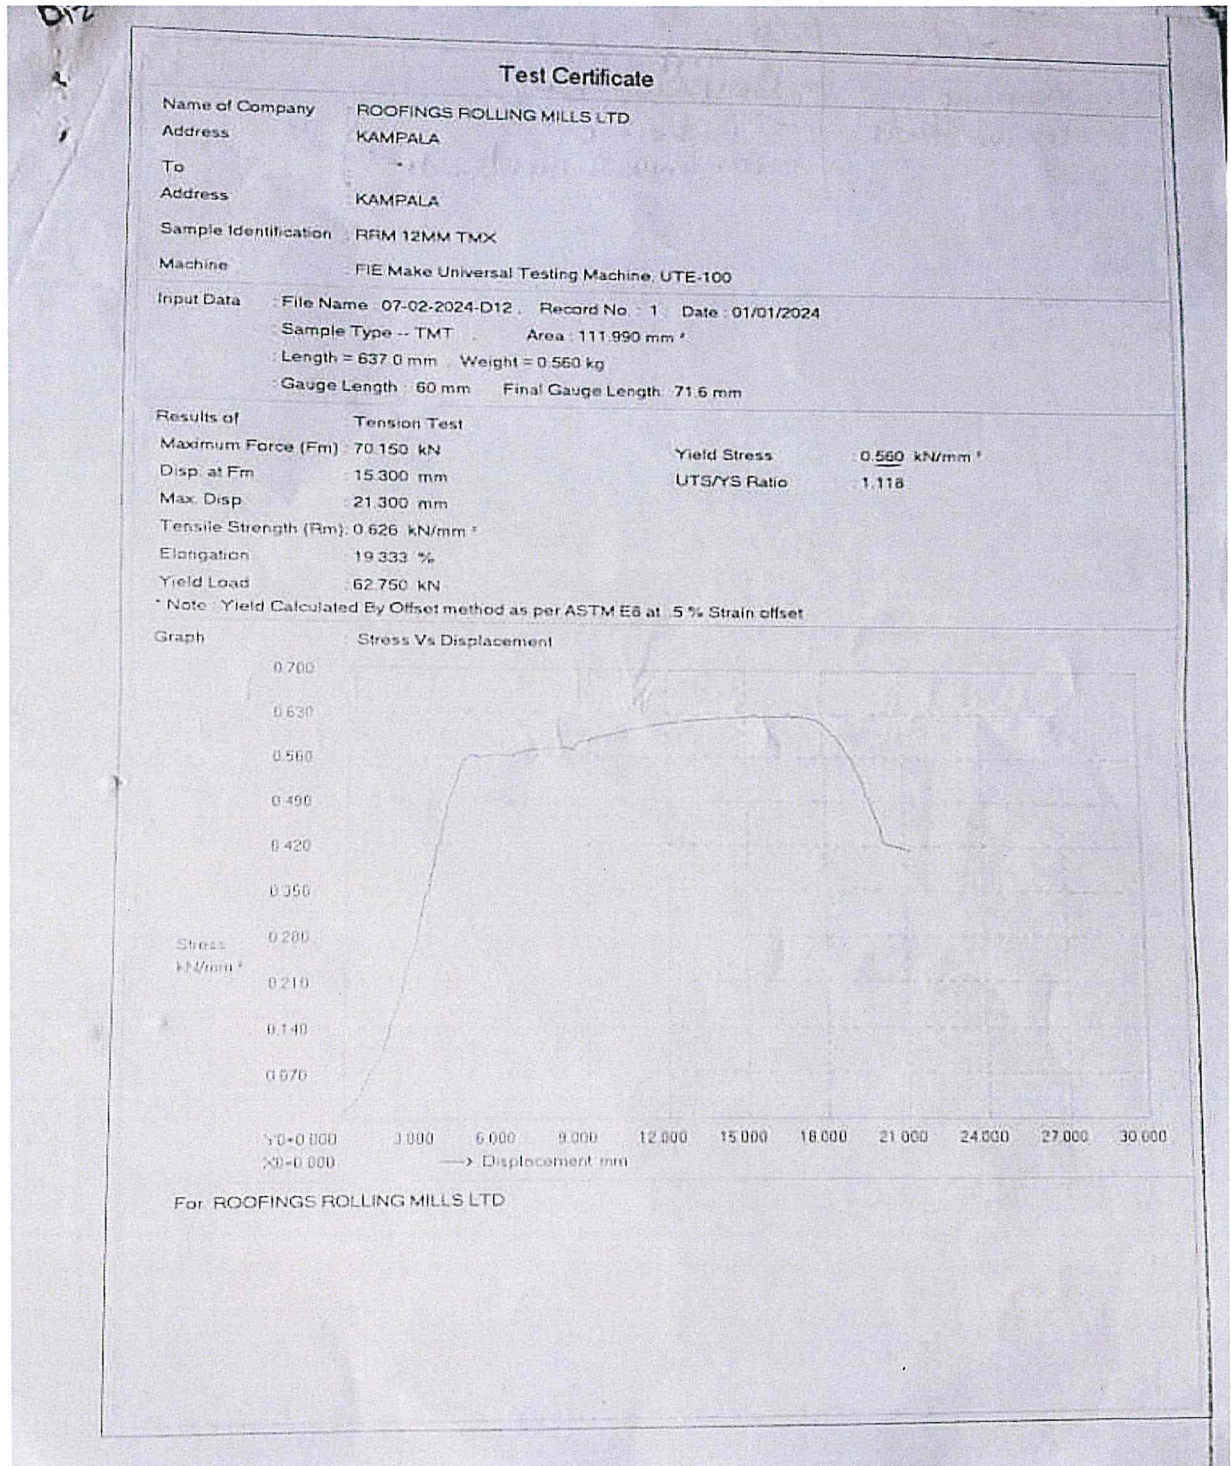 D12
Test Certificate
Name of Company : ROOFINGS ROLLING MILLS LTD
Address KAMPALA
To :
Address KAMPALA
Sample Identification : RRM 12MM TMX
Machine : FIE Make Universal Testing Machine, UTE-100
Input Data : File Name : 07-02-2024-D12 , Record No. : 1 , Date : 01/01/2024
: Sample Type -- TMT , Area : 111.990 mm ²
: Length = 637.0 mm , Weight = 0.560 kg
: Gauge Length : 60 mm Final Gauge Length : 71.6 mm
Results of Tension Test
Maximum Force (Fm) : 70.150 kN Yield Stress : 0.560 kN/mm ²
Disp. at Fm : 15.300 mm UTS/YS Ratio : 1.118
Max. Disp. : 21.300 mm
Tensile Strength (Rm): 0.626 kN/mm ²
Elongation : 19.333 %
Yield Load : 62.750 kN
* Note : Yield Calculated By Offset method as per ASTM E8 at .5 % Strain offset
Graph : Stress Vs Displacement
0.700
0.630
0.560
0.490
0.420
0.350
Stress 0.280
kN/mm ²
0.210
0.140
0.070
Y0=0.000 3.000 6.000 9.000 12.000 15.000 18.000 21.000 24.000 27.000 30.000
X0=0.000 ---> Displacement mm
For ROOFINGS ROLLING MILLS LTD